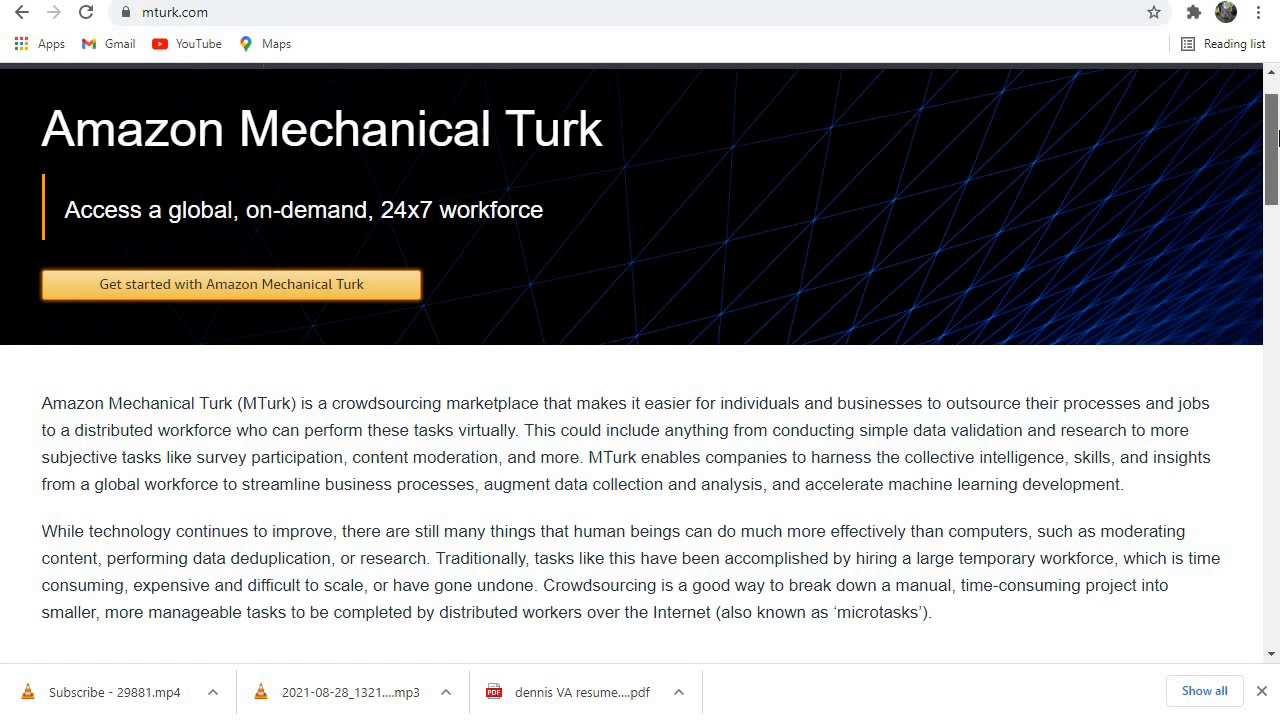 mturk.com
Apps Gmail YouTube Maps Reading list
Amazon Mechanical Turk
Access a global, on-demand, 24x7 workforce
Get started with Amazon Mechanical Turk
Amazon Mechanical Turk (MTurk) is a crowdsourcing marketplace that makes it easier for individuals and businesses to outsource their processes and jobs
to a distributed workforce who can perform these tasks virtually. This could include anything from conducting simple data validation and research to more
subjective tasks like survey participation, content moderation, and more. MTurk enables companies to harness the collective intelligence, skills, and insights
from a global workforce to streamline business processes, augment data collection and analysis, and accelerate machine learning development.
While technology continues to improve, there are still many things that human beings can do much more effectively than computers, such as moderating
content, performing data deduplication, or research. Traditionally, tasks like this have been accomplished by hiring a large temporary workforce, which is time
consuming, expensive and difficult to scale, or have gone undone. Crowdsourcing is a good way to break down a manual, time-consuming project into
smaller, more manageable tasks to be completed by distributed workers over the Internet (also known as ‘microtasks’).
Subscribe - 29881.mp4 2021-08-28_1321....mp3 PDF dennis VA resume....pdf Show all